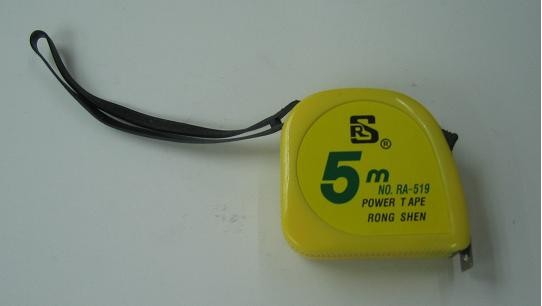 RS ®
5m
NO. RA-519
POWER TAPE
RONG SHEN